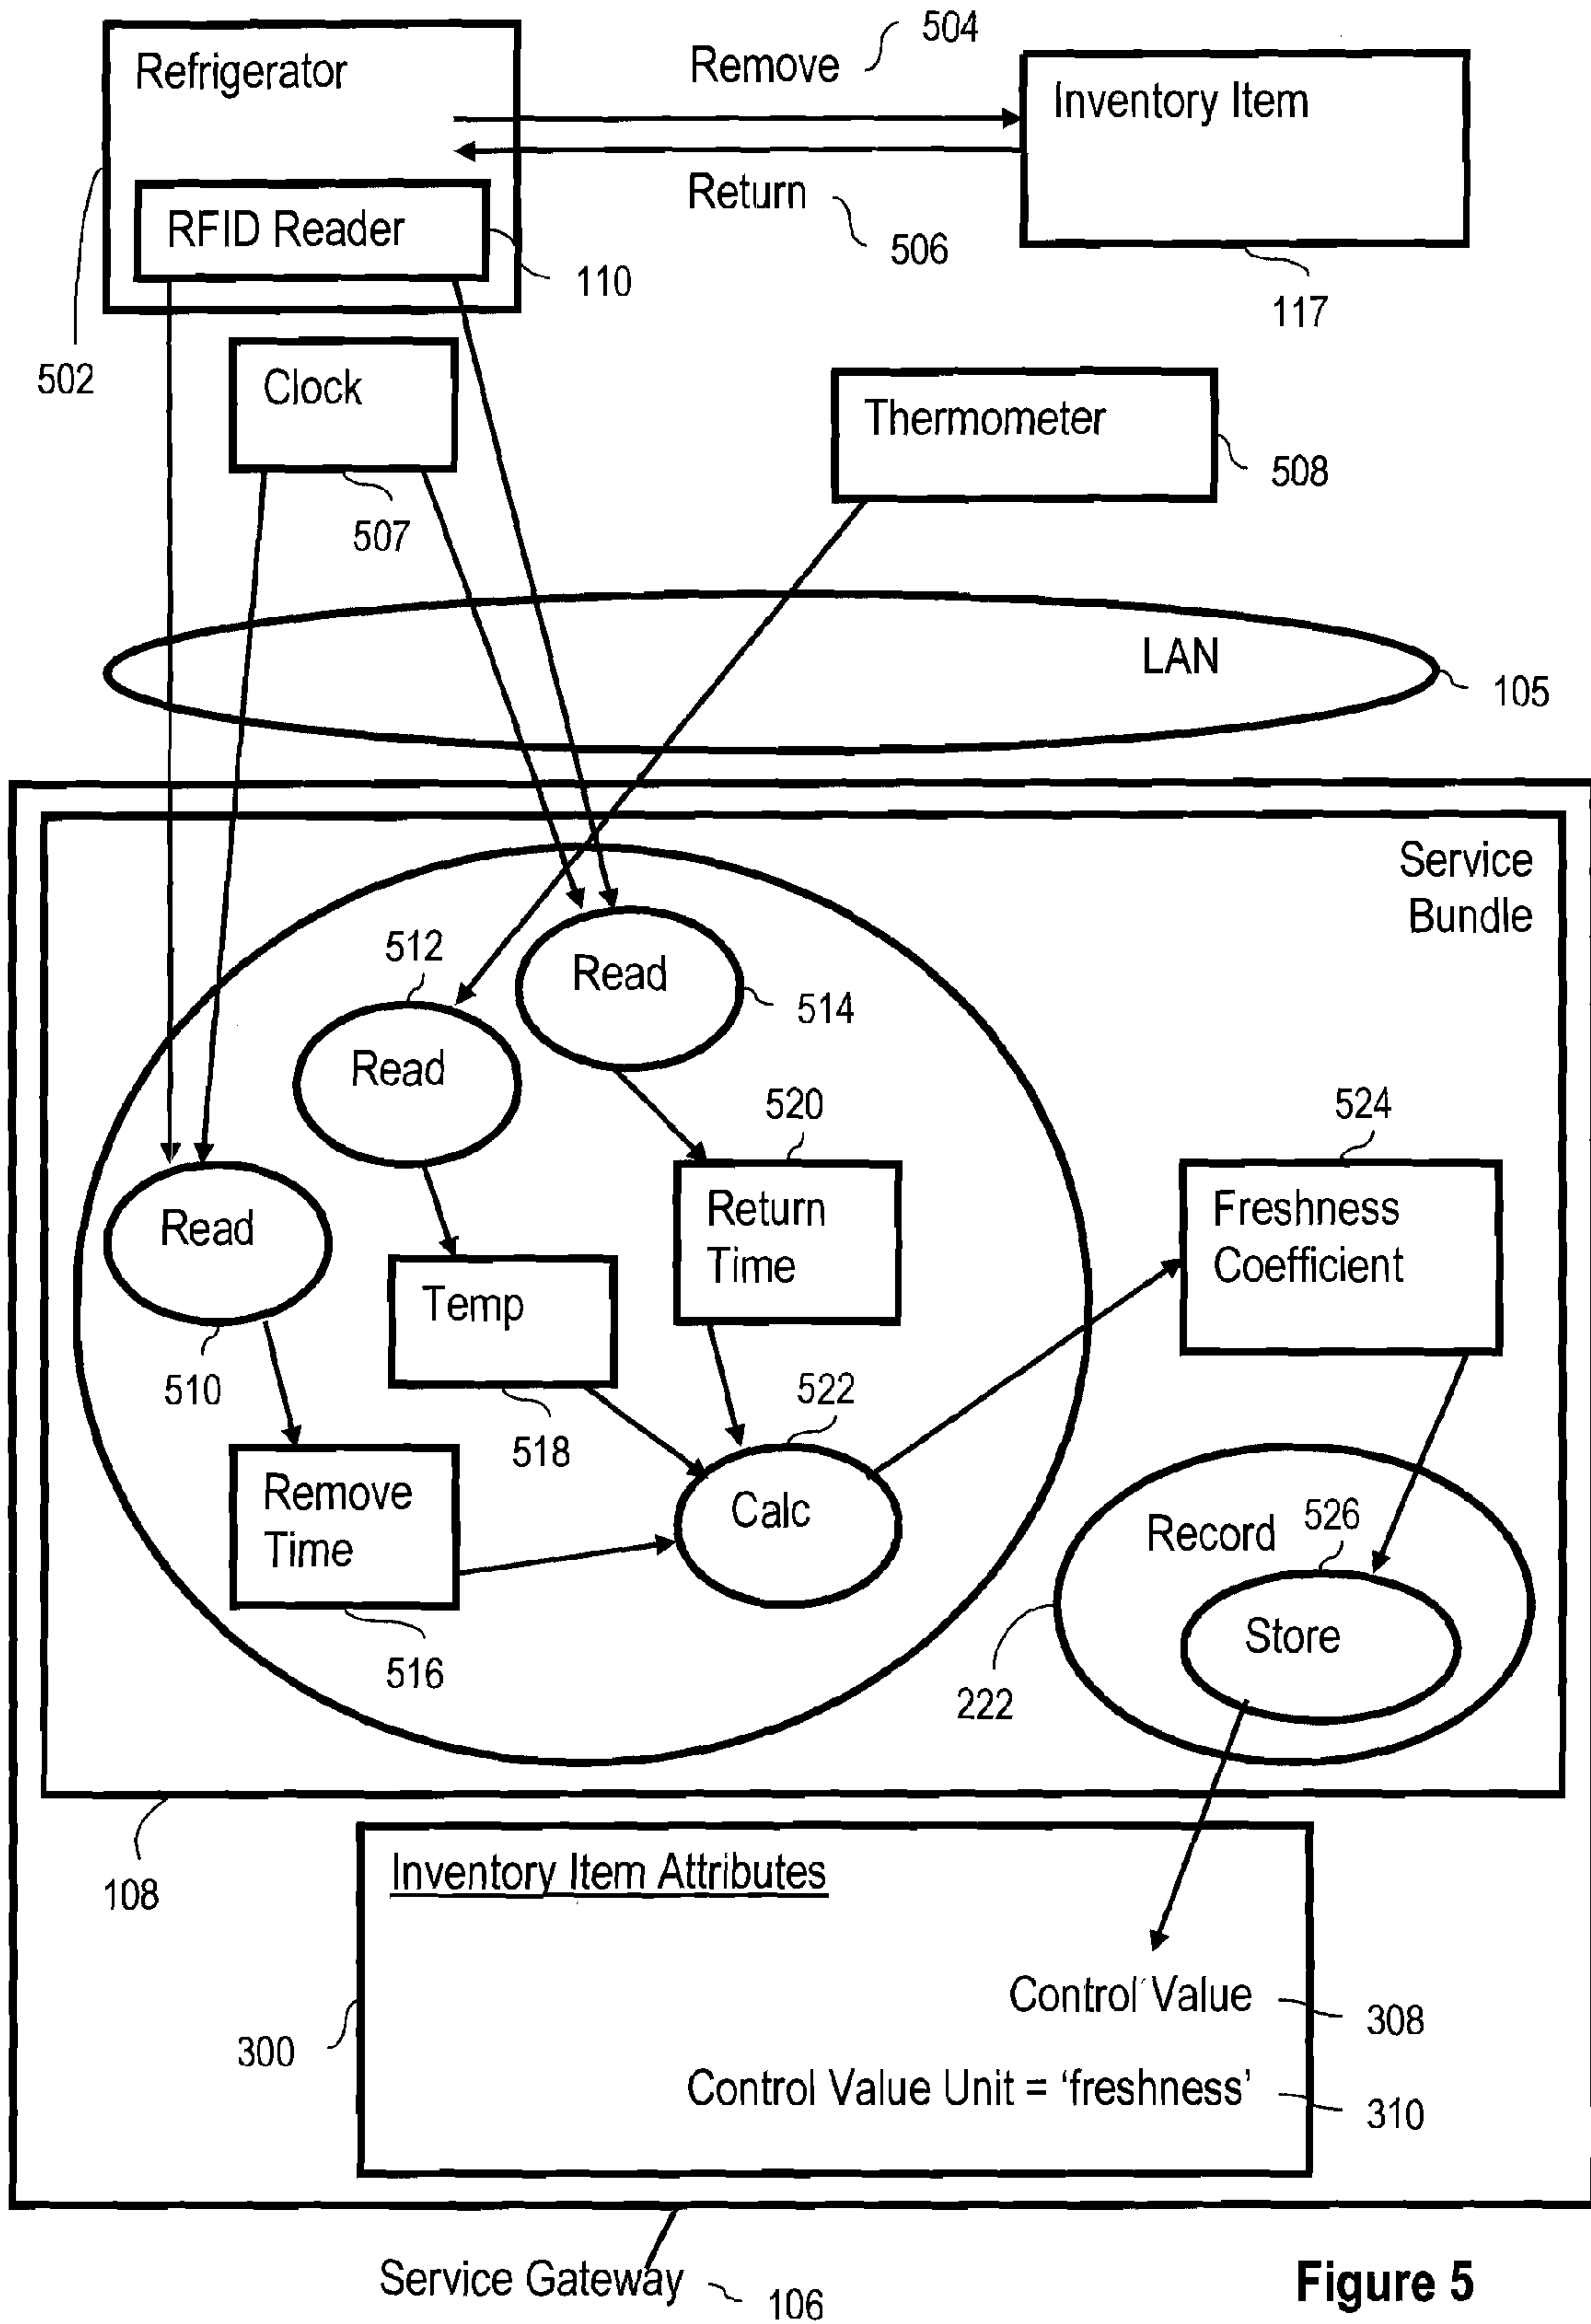 504
Remove
Refrigerator
Inventory Item
Return
506
RFID Reader
110
117
502
Clock
Thermometer
508
507
LAN
105
Service
Bundle
512
Read
514
Read
520
524
Read
Return
Time
Freshness
Coefficient
Temp
510
522
518
Remove
Time
Calc
Record
526
Store
516
222
108
Inventory Item Attributes
Control Value
308
300
Control Value Unit = ‘freshness’
310
Service Gateway
106
Figure 5